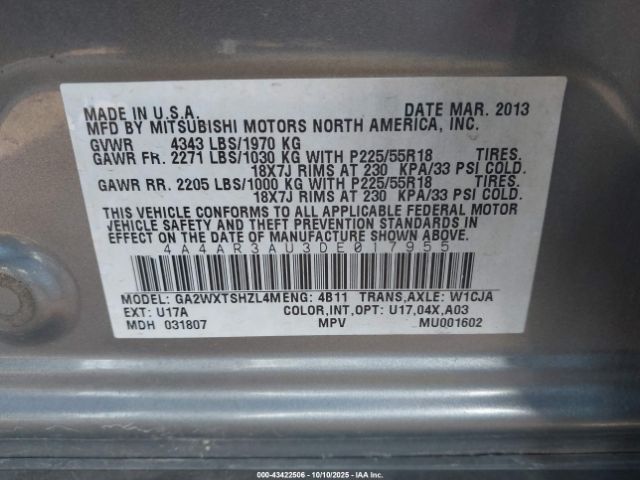 MADE IN U.S.A. DATE MAR. 2013
MFD BY MITSUBISHI MOTORS NORTH AMERICA, INC.
GVWR 4343 LBS/1970 KG
GAWR FR. 2271 LBS/1030 KG WITH P225/55R18 TIRES.
18X7J RIMS AT 230 KPA/33 PSI COLD.
GAWR RR. 2205 LBS/1000 KG WITH P225/55R18 TIRES.
18X7J RIMS AT 230 KPA/33 PSI COLD.
THIS VEHICLE CONFORMS TO ALL APPLICABLE FEDERAL MOTOR
VEHICLE SAFETY AND THEFT PREVENTION STANDARDS IN
EFFECT ON THE DATE OF MANUFACTURE SHOWN ABOVE.
4A4AR3AU3DE017955
MODEL: GA2WXTSHZL4MENG: 4B11 TRANS,AXLE: W1CJA
EXT: U17A COLOR,INT,OPT: U17,04X,A03
MDH 031807 MPV MU001602
000-43422506 - 10/10/2025 - IAA Inc.